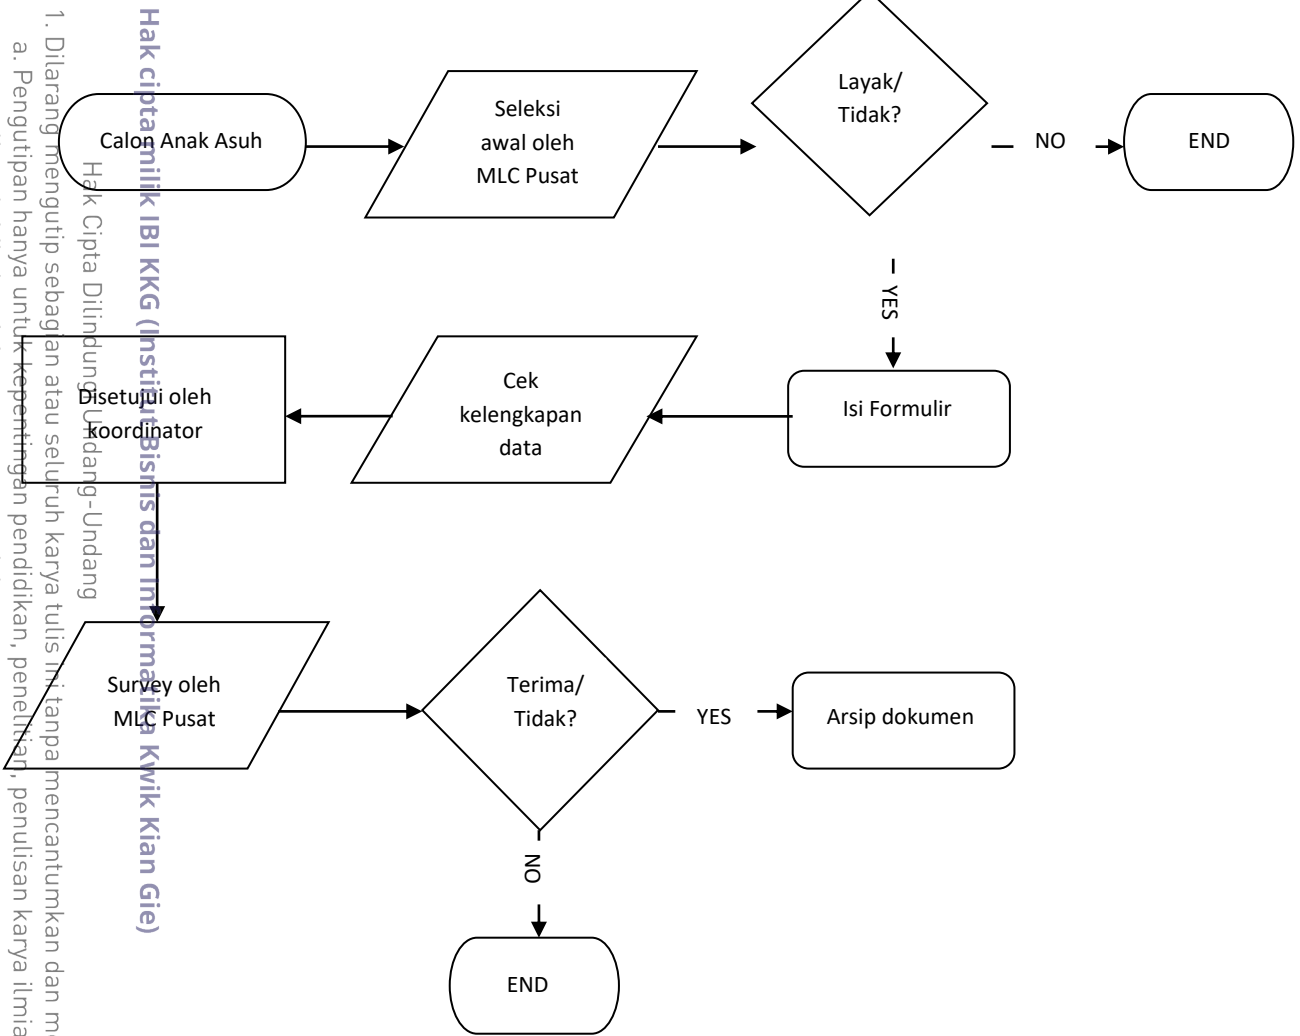 Hak cipta milik IBI KKG (Institut Bisnis dan Informatika Kwik Kian Gie)
Hak Cipta Dilindungi Undang-Undang
1. Dilarang mengutip sebagian atau seluruh karya tulis ini tanpa mencantumkan dan
a. Pengutipan hanya untuk kepentingan pendidikan, penelitian, penulisan karya
Calon Anak Asuh
Seleksi
awal oleh
MLC Pusat
Layak/
Tidak?
NO
END
YES
Isi Formulir
Cek
kelengkapan
data
Disetujui oleh
koordinator
Survey oleh
MLC Pusat
Terima/
Tidak?
YES
Arsip dokumen
NO
END